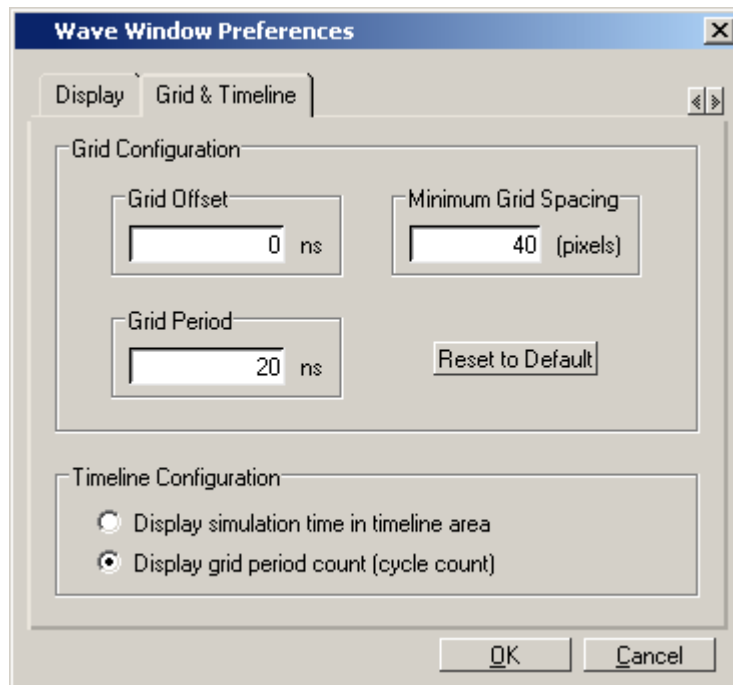 Wave Window Preferences
Display
Grid & Timeline
Grid Configuration
Grid Offset
0 ns
Minimum Grid Spacing
40 (pixels)
Grid Period
20 ns
Reset to Default
Timeline Configuration
Display simulation time in timeline area
Display grid period count (cycle count)
OK
Cancel